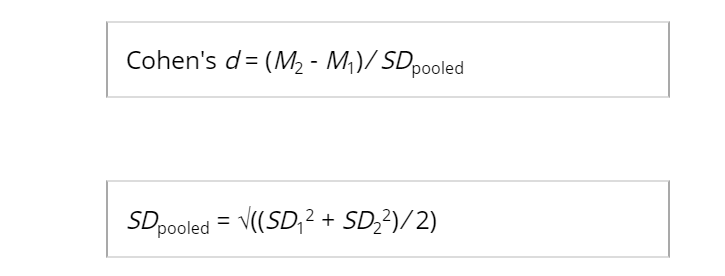 Cohen's d = (M₂ - M₁)/ SDpooled
SDpooled = √((SD₁² + SD₂²)/ 2)